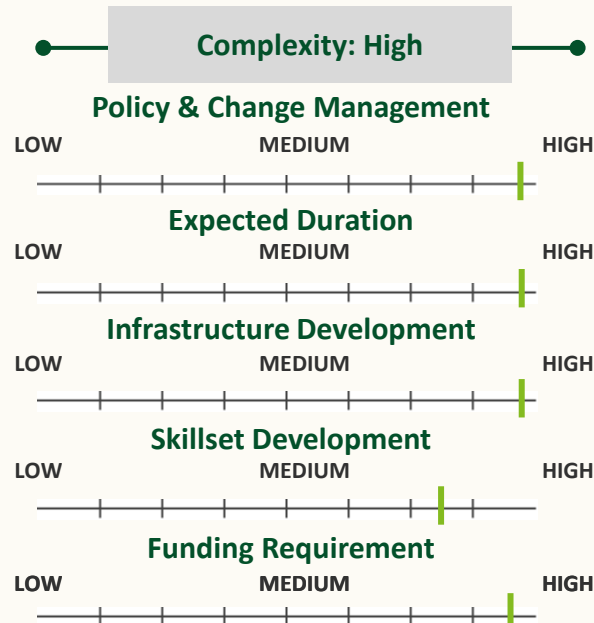 Complexity: High
Policy & Change Management
LOW MEDIUM HIGH
Expected Duration
LOW MEDIUM HIGH
Infrastructure Development
LOW MEDIUM HIGH
Skillset Development
LOW MEDIUM HIGH
Funding Requirement
LOW MEDIUM HIGH